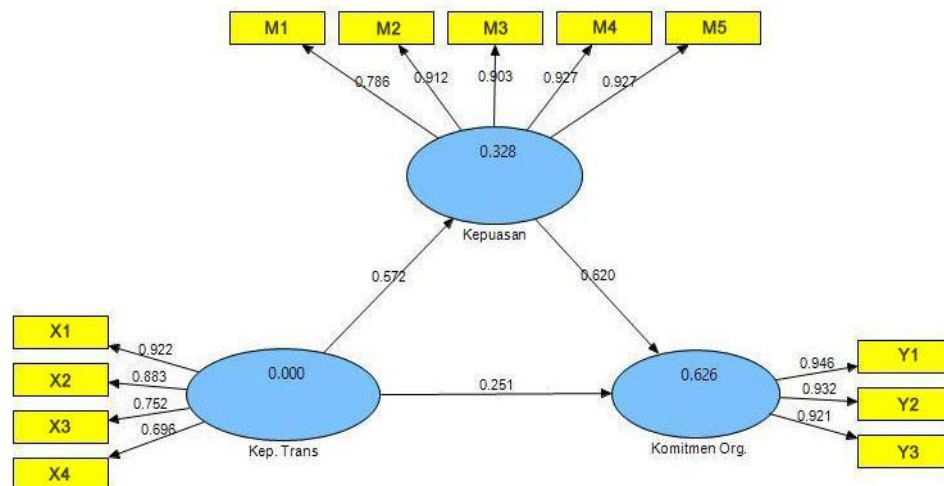 M1 M2 M3 M4 M5
0.786 0.912 0.903 0.927 0.927
0.328
Kepuasan
0.572 0.620
X1
0.922
X2
0.883
X3
0.752
X4
0.696
0.000
Kep. Trans
0.251
0.626
Komitmen Org.
0.946
Y1
0.932
Y2
0.921
Y3